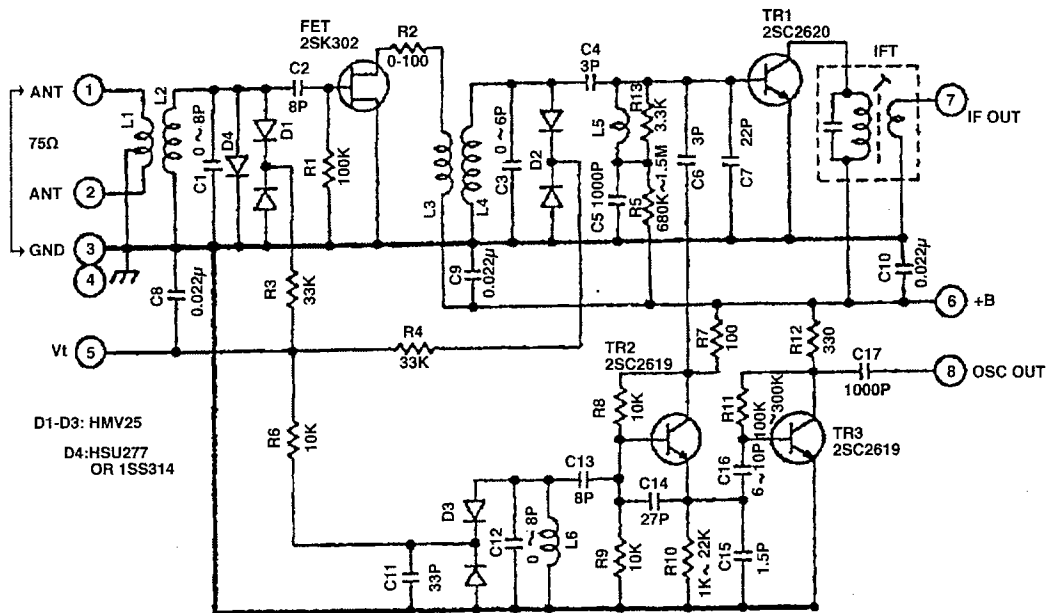 FET
2SK302
R2
0-100
C4
3P
TR1
2SC2620
IFT
ANT
1
L1
L2
C1
0~8P
D4
D1
C2
8P
R1
100K
L3
L4
C3
0~6P
D2
L5
R13
3.3K
C5 1000P
R5
680K~1.5M
3P
C6
22P
C7
7
IF OUT
75Ω
ANT
2
GND
3
4
C8
0.022µ
R3
33K
C9
0.022µ
C10
0.022µ
6
+B
Vt
5
R4
33K
R7
100
R12
330
TR2
2SC2619
C17
1000P
8
OSC OUT
D1-D3: HMV25
D4:HSU277
OR 1SS314
R6
10K
R8
10K
R11
100K
~300K
TR3
2SC2619
C16
6~10P
C13
8P
C14
27P
D3
C12
0~8P
L6
R9
10K
R10
1K~22K
C15
1.5P
C11
33P